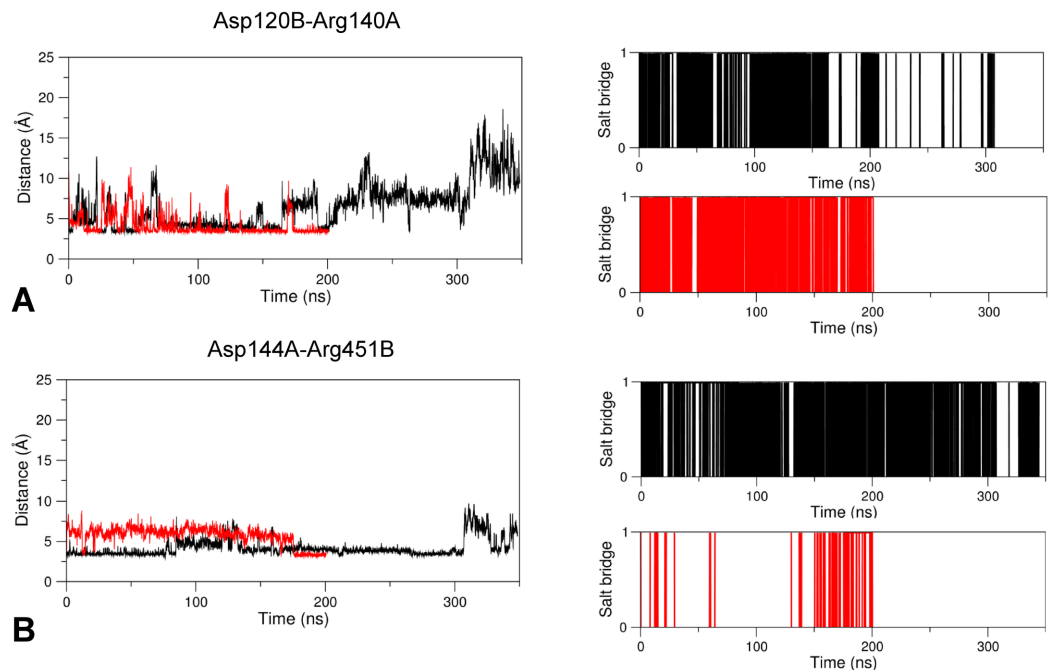 Asp120B-Arg140A
25
20
15
10
5
0
Distance (Å)
0 100 200 300
Time (ns)
A
1
0
Salt bridge
0 100 200 300
Time (ns)
1
0
Salt bridge
0 100 200 300
Time (ns)
Asp144A-Arg451B
25
20
15
10
5
0
Distance (Å)
0 100 200 300
Time (ns)
B
1
0
Salt bridge
0 100 200 300
Time (ns)
1
0
Salt bridge
0 100 200 300
Time (ns)